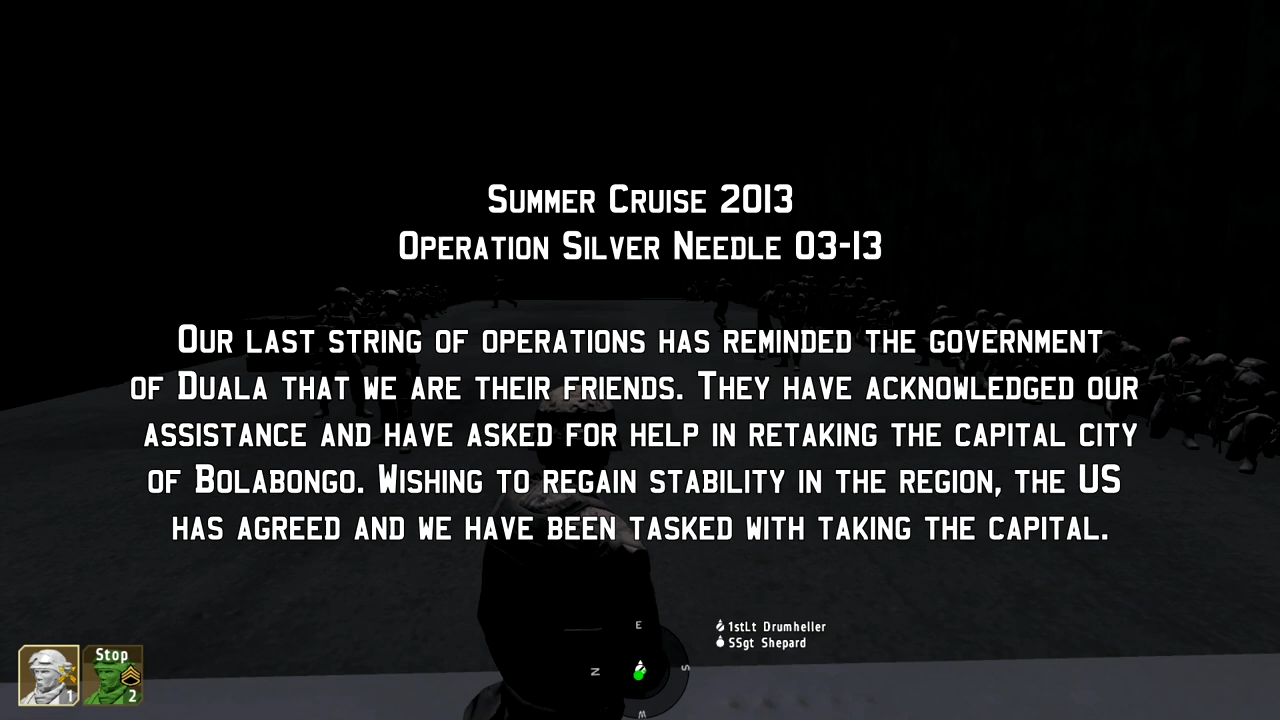 Summer Cruise 2013
Operation Silver Needle 03-13
Our last string of operations has reminded the government
of Duala that we are their friends. They have acknowledged our
assistance and have asked for help in retaking the capital city
of Bolabongo. Wishing to regain stability in the region, the US
has agreed and we have been tasked with taking the capital.
E
1stLt Drumheller
SSgt Shepard
N
S
W
Stop
1
2